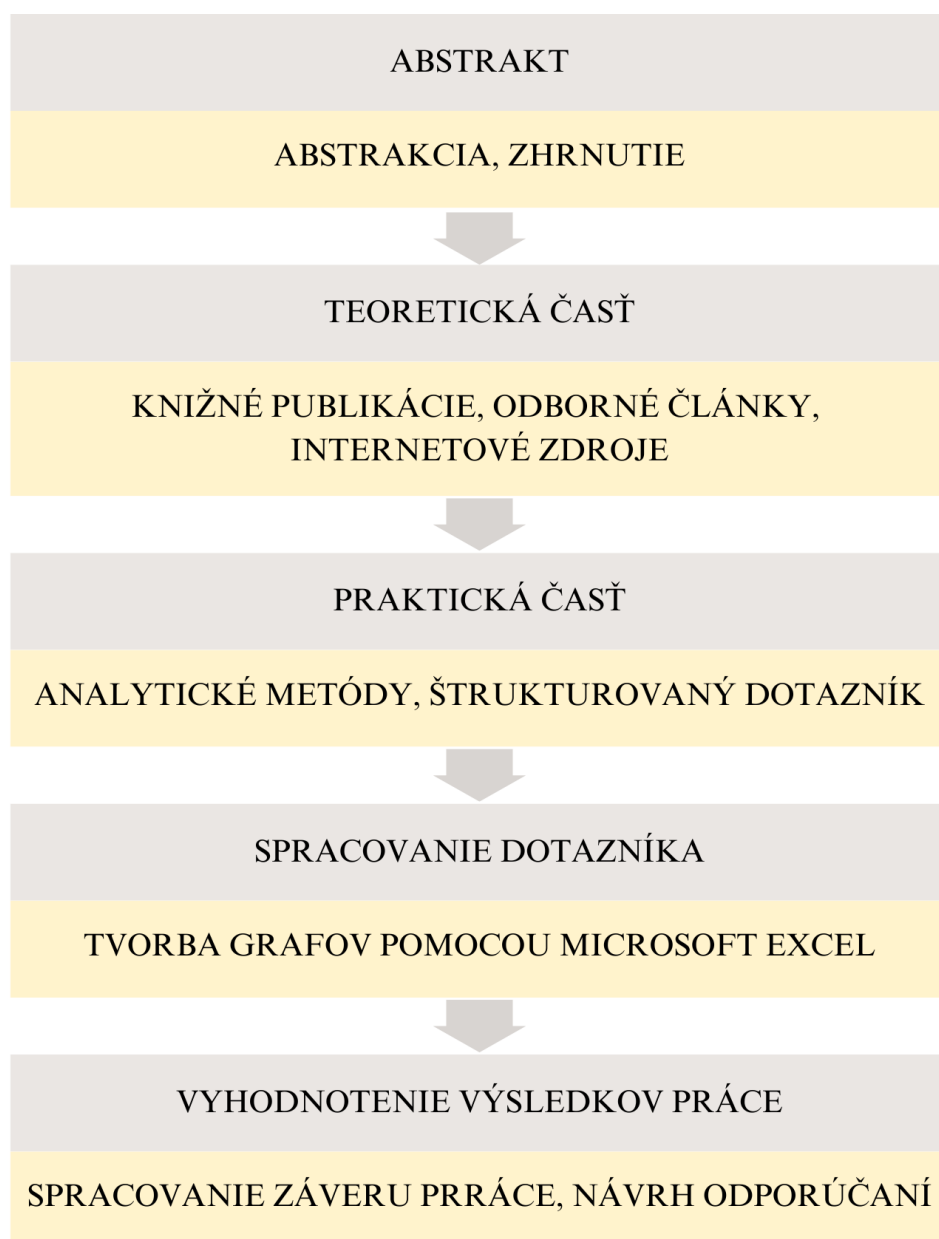 ABSTRAKT
ABSTRAKCIA, ZHRNUTIE
TEORETICKÁ ČASŤ
KNIŽNÉ PUBLIKÁCIE, ODBORNÉ ČLÁNKY,
INTERNETOVÉ ZDROJE
PRAKTICKÁ ČASŤ
ANALYTICKÉ METÓDY, ŠTRUKTUROVANÝ DOTAZNÍK
SPRACOVANIE DOTAZNÍKA
TVORBA GRAFOV POMOCOU MICROSOFT EXCEL
VYHODNOTENIE VÝSLEDKOV PRÁCE
SPRACOVANIE ZÁVERU PRRÁCE, NÁVRH ODPORÚČANÍ